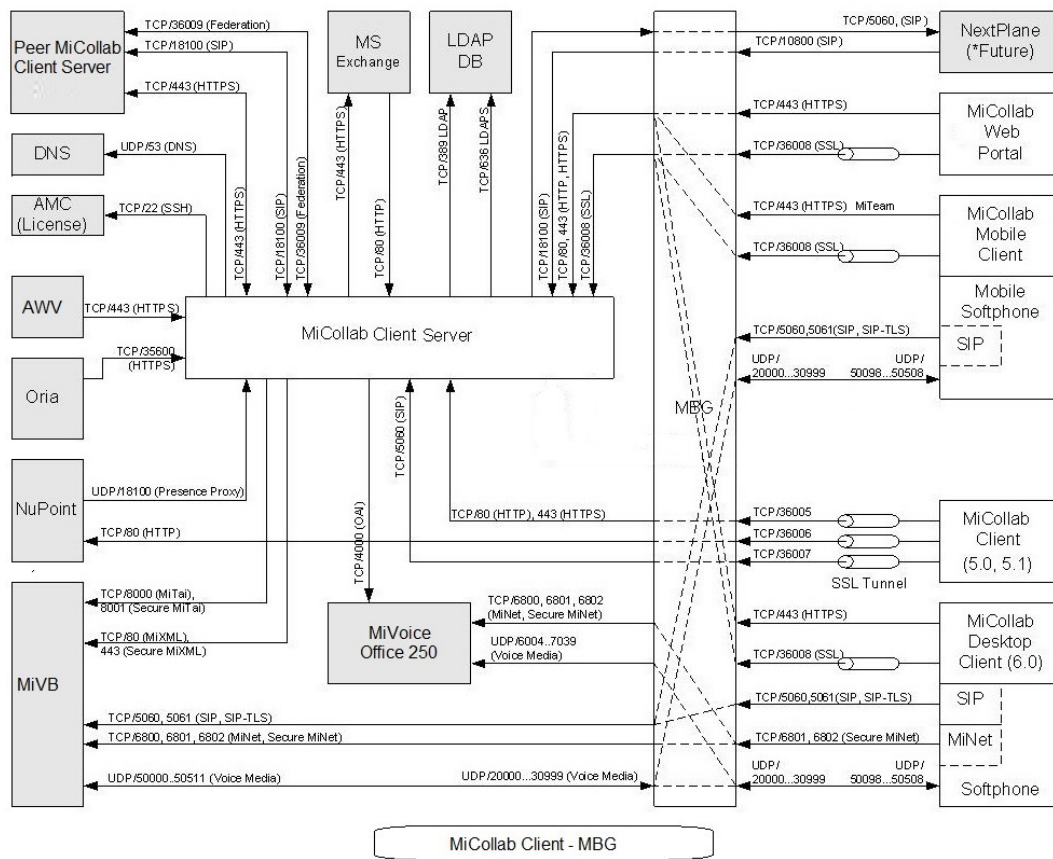 TCP/36009 (Federation)
TCP/18100 (SIP)
TCP/443 (HTTPS)
Peer MiCollab
Client Server
MS
Exchange
LDAP
DB
TCP/5060, (SIP)
TCP/10800 (SIP)
NextPlane
(*Future)
DNS
UDP/53 (DNS)
AMC
(License)
TCP/22 (SSH)
TCP/443 (HTTPS)
TCP/18100 (SIP)
TCP/36009 (Federation)
TCP/443 (HTTPS)
TCP/80 (HTTP)
TCP/389 LDAP
TCP/636 LDAPS
TCP/18100 (SIP)
TCP/80, 443 (HTTP, HTTPS)
TCP/36008 (SSL)
TCP/443 (HTTPS)
TCP/36008 (SSL)
MiCollab
Web
Portal
TCP/443 (HTTPS) MiTeam
TCP/36008 (SSL)
MiCollab
Mobile
Client
Mobile
Softphone
SIP
TCP/5060,5061(SIP, SIP-TLS)
UDP/
20000...30999
UDP/
50098...50508
AWV
TCP/443 (HTTPS)
MiCollab Client Server
Oria
TCP/35600
(HTTPS)
MBG
TCP/5060 (SIP)
NuPoint
UDP/18100 (Presence Proxy)
TCP/80 (HTTP)
TCP/4000 (OAI)
TCP/80 (HTTP), 443 (HTTPS)
TCP/36005
TCP/36006
TCP/36007
SSL Tunnel
MiCollab
Client
(5.0, 5.1)
MiVB
TCP/8000 (MiTai),
8001 (Secure MiTai)
TCP/80 (MiXML),
443 (Secure MiXML)
MiVoice
Office 250
TCP/6800, 6801, 6802
(MiNet, Secure MiNet)
UDP/6004..7039
(Voice Media)
TCP/443 (HTTPS)
TCP/36008 (SSL)
MiCollab
Desktop
Client (6.0)
TCP/5060, 5061 (SIP, SIP-TLS)
TCP/5060,5061(SIP, SIP-TLS)
SIP
TCP/6800, 6801, 6802 (MiNet, Secure MiNet)
TCP/6801, 6802 (Secure MiNet)
MiNet
UDP/50000..50511 (Voice Media)
UDP/20000...30999 (Voice Media)
UDP/
20000...30999
UDP/
50098...50508
Softphone
MiCollab Client - MBG